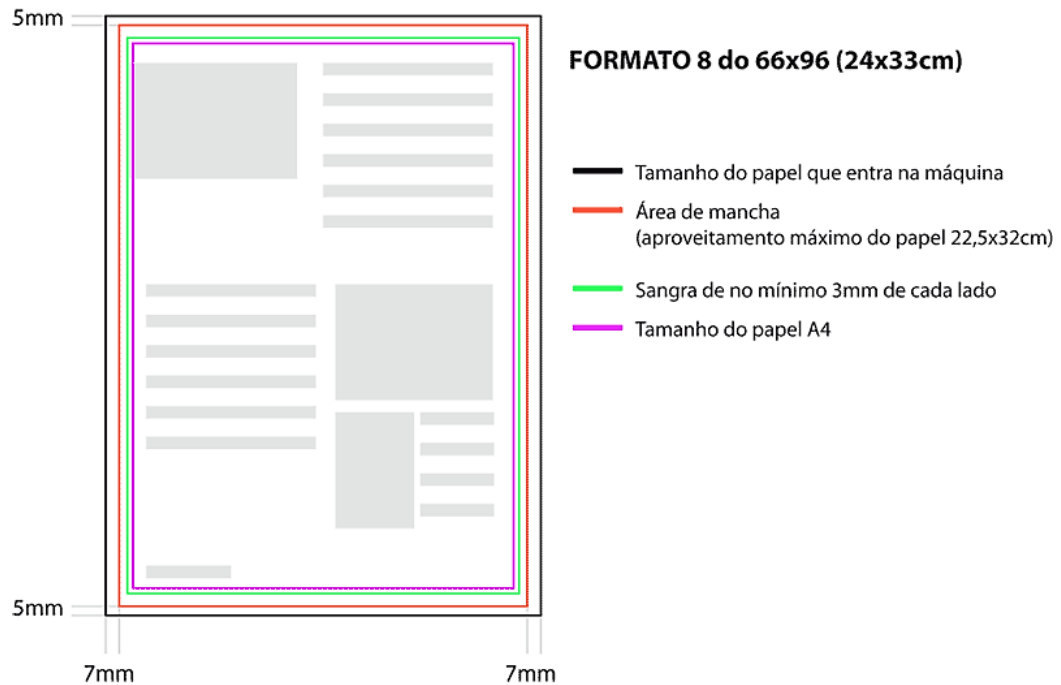 5mm
FORMATO 8 do 66x96 (24x33cm)
Tamanho do papel que entra na máquina
Área de mancha
(aproveitamento máximo do papel 22,5x32cm)
Sangra de no mínimo 3mm de cada lado
Tamanho do papel A4
5mm
7mm
7mm